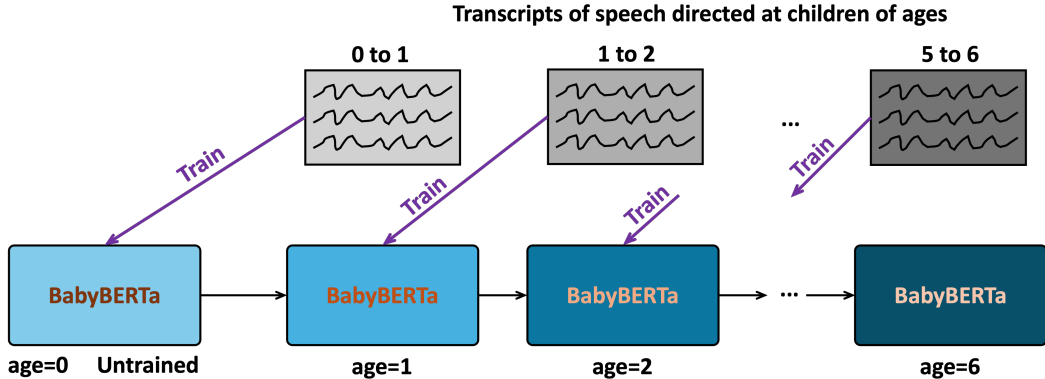 Transcripts of speech directed at children of ages
0 to 1
1 to 2
5 to 6
...
Train
Train
Train
Train
BabyBERTa
BabyBERTa
BabyBERTa
...
BabyBERTa
age=0 Untrained
age=1
age=2
age=6